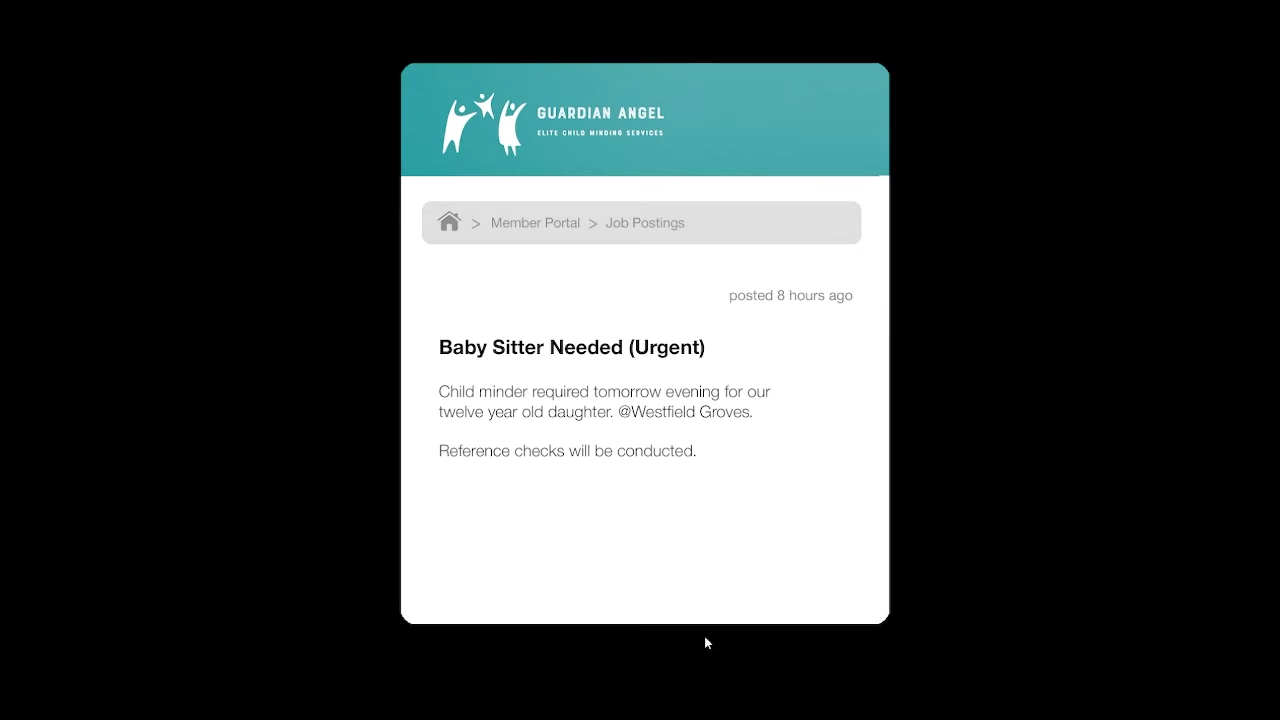 GUARDIAN ANGEL
ELITE CHILD MINDING SERVICES
> Member Portal > Job Postings
posted 8 hours ago
Baby Sitter Needed (Urgent)
Child minder required tomorrow evening for our
twelve year old daughter. @Westfield Groves.
Reference checks will be conducted.